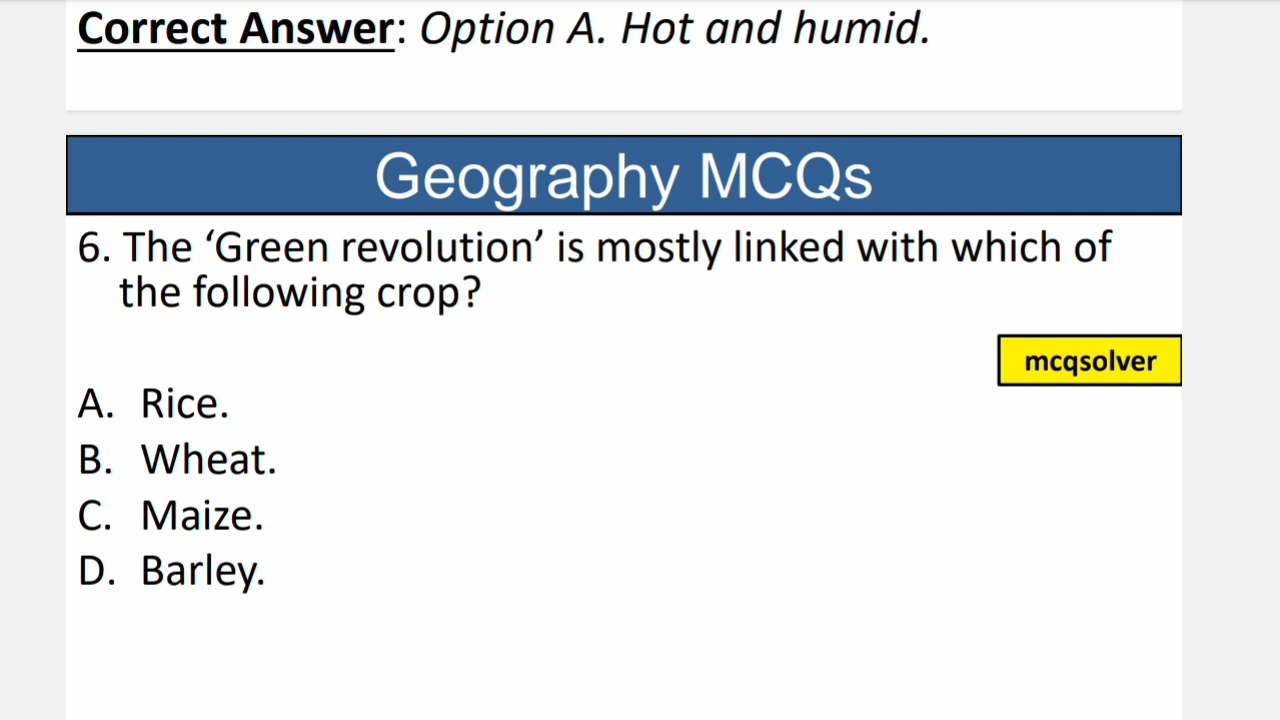 Correct Answer: Option A. Hot and humid.
Geography MCQs
6. The ‘Green revolution’ is mostly linked with which of
the following crop?
mcqsolver
A. Rice.
B. Wheat.
C. Maize.
D. Barley.